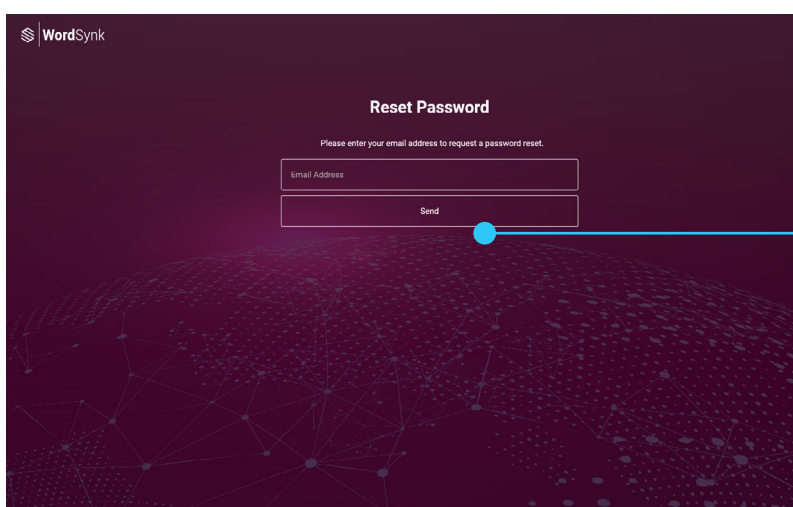 WordSynk
Reset Password
Please enter your email address to request a password reset.
Email Address
Send